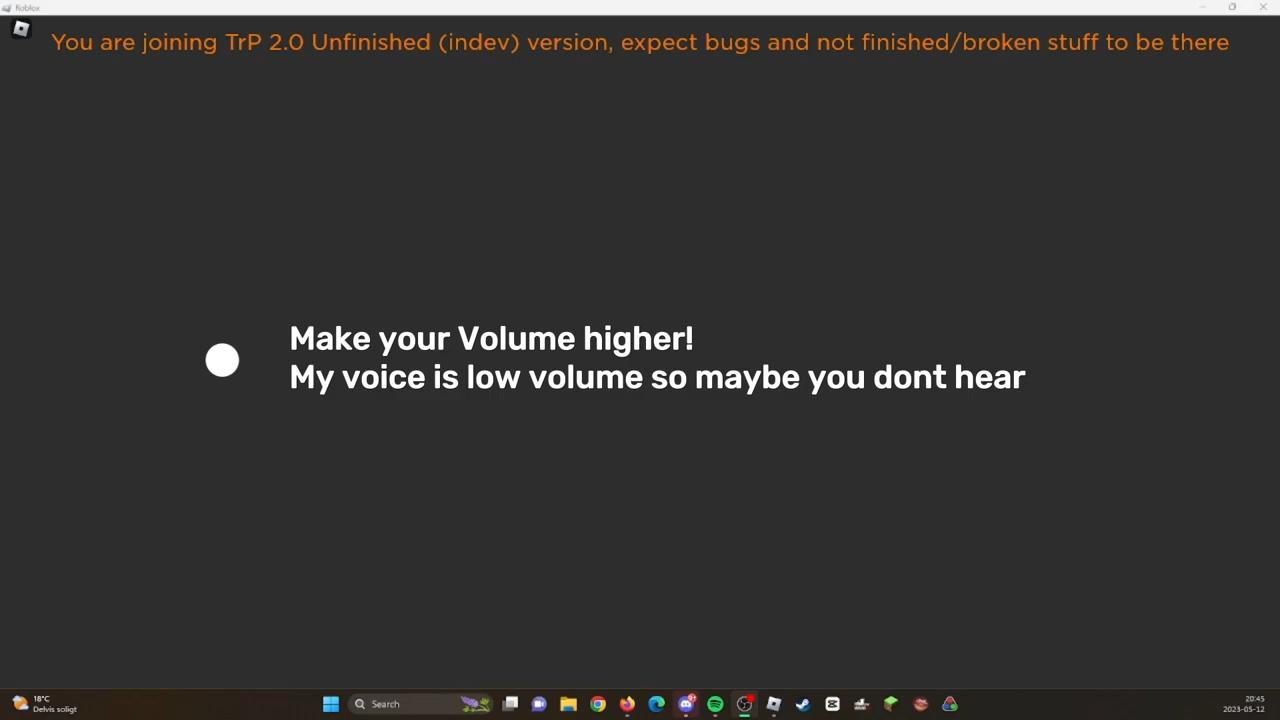 Roblox
You are joining TrP 2.0 Unfinished (indev) version, expect bugs and not finished/broken stuff to be there
Make your Volume higher!
My voice is low volume so maybe you dont hear
18°C
Delvis soligt
Search
20:45
2023-05-12